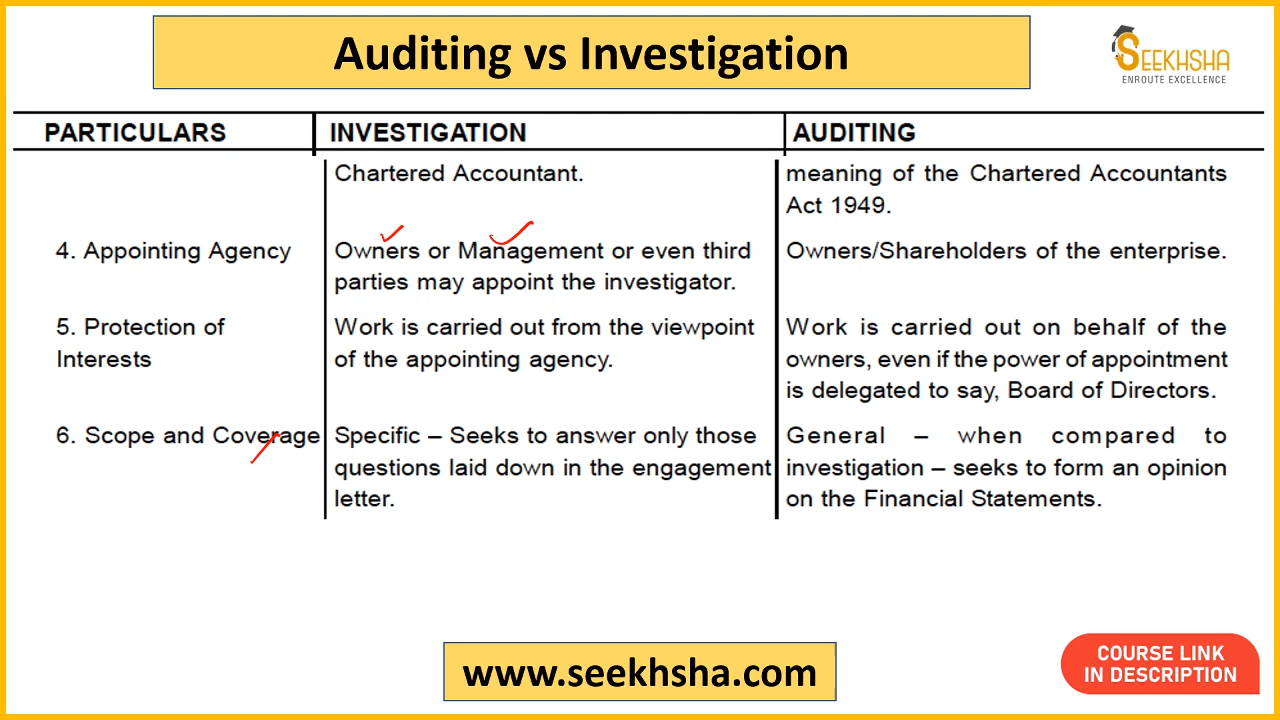 Auditing vs Investigation
SEEKHSHA
ENROUTE EXCELLENCE
PARTICULARS INVESTIGATION AUDITING
Chartered Accountant. meaning of the Chartered Accountants
Act 1949.
4. Appointing Agency Owners or Management or even third Owners/Shareholders of the enterprise.
parties may appoint the investigator.
5. Protection of Work is carried out from the viewpoint Work is carried out on behalf of the
Interests of the appointing agency. owners, even if the power of appointment
is delegated to say, Board of Directors.
6. Scope and Coverage Specific – Seeks to answer only those General – when compared to
questions laid down in the engagement investigation – seeks to form an opinion
letter. on the Financial Statements.
www.seekhsha.com
COURSE LINK
IN DESCRIPTION